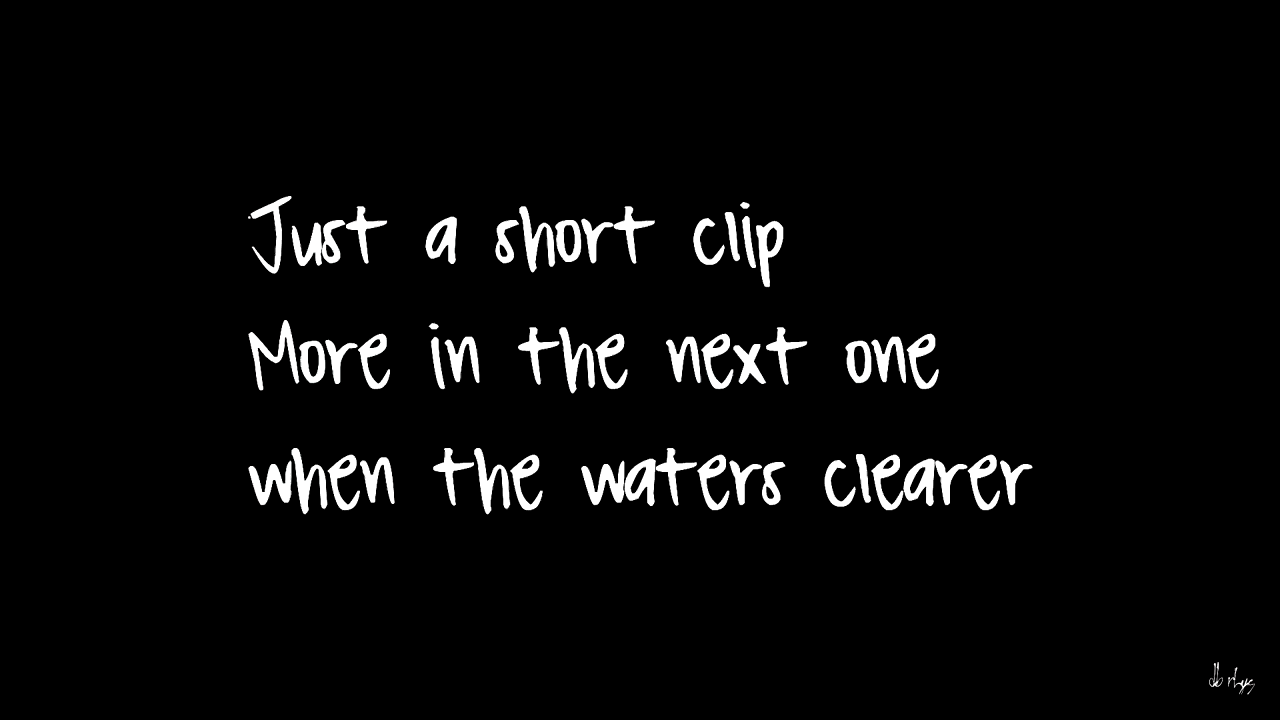 Just a short clip
More in the next one
when the waters clearer